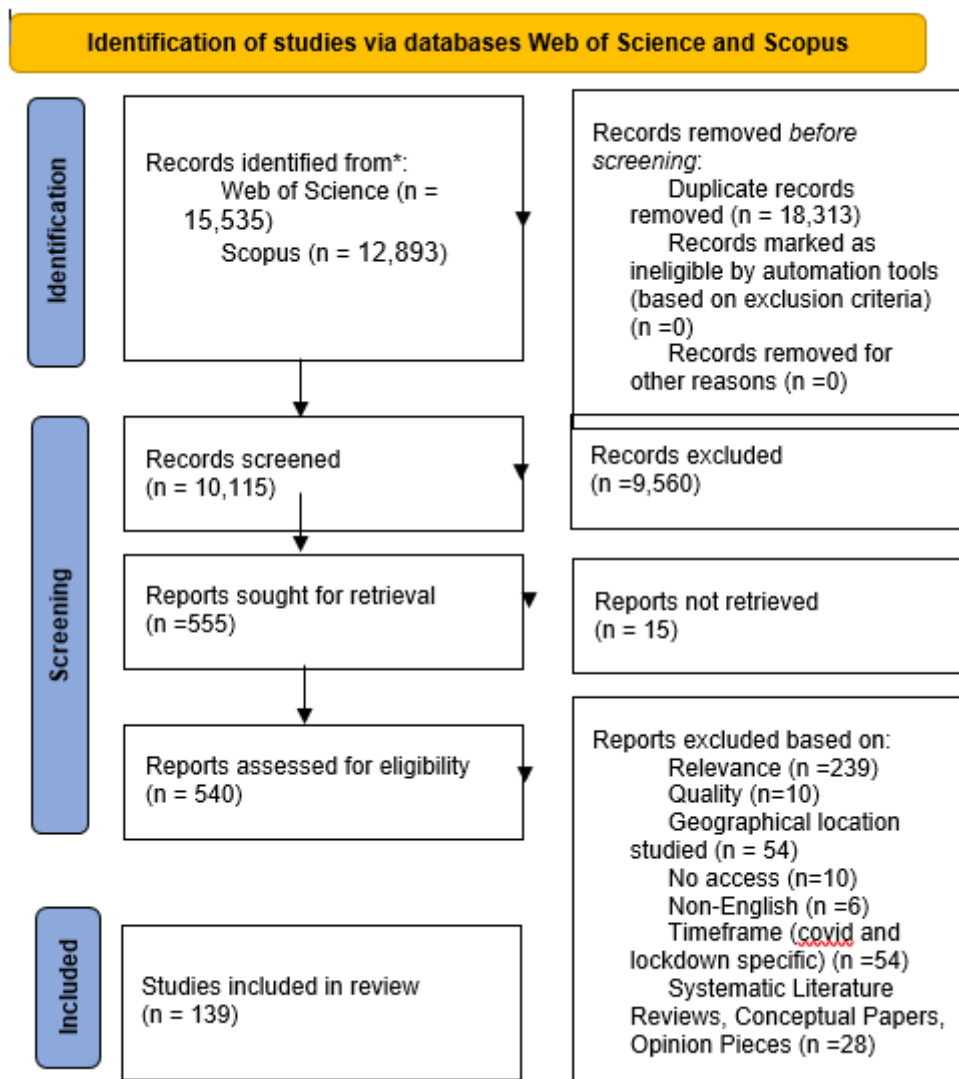 Identification of studies via databases Web of Science and Scopus
Identification
Records identified from*:
Web of Science (n =
15,535)
Scopus (n = 12,893)
Records removed before
screening:
Duplicate records
removed (n = 18,313)
Records marked as
ineligible by automation tools
(based on exclusion criteria)
(n =0)
Records removed for
other reasons (n =0)
Screening
Records screened
(n = 10,115)
Records excluded
(n =9,560)
Reports sought for retrieval
(n =555)
Reports not retrieved
(n = 15)
Reports assessed for eligibility
(n = 540)
Reports excluded based on:
Relevance (n =239)
Quality (n=10)
Geographical location
studied (n = 54)
No access (n=10)
Non-English (n =6)
Timeframe (covid and
lockdown specific) (n =54)
Systematic Literature
Reviews, Conceptual Papers,
Opinion Pieces (n =28)
Included
Studies included in review
(n = 139)